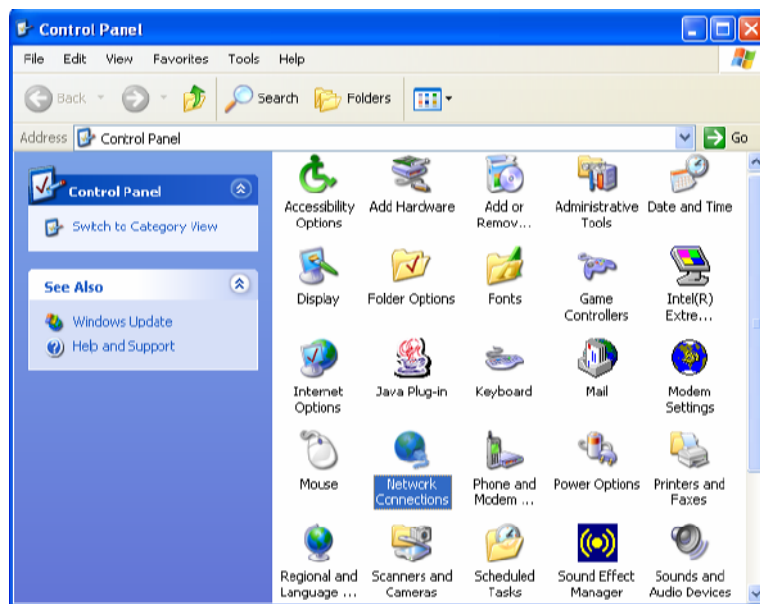 Control Panel
File Edit View Favorites Tools Help
Back Search Folders
Address Control Panel Go
Control Panel
Switch to Category View
See Also
Windows Update
Help and Support
Accessibility Options
Add Hardware
Add or Remov...
Administrative Tools
Date and Time
Display
Folder Options
Fonts
Game Controllers
Intel(R) Extre...
Internet Options
Java Plug-in
Keyboard
Mail
Modem Settings
Mouse
Network Connections
Phone and Modem ...
Power Options
Printers and Faxes
Regional and Language ...
Scanners and Cameras
Scheduled Tasks
Sound Effect Manager
Sounds and Audio Devices